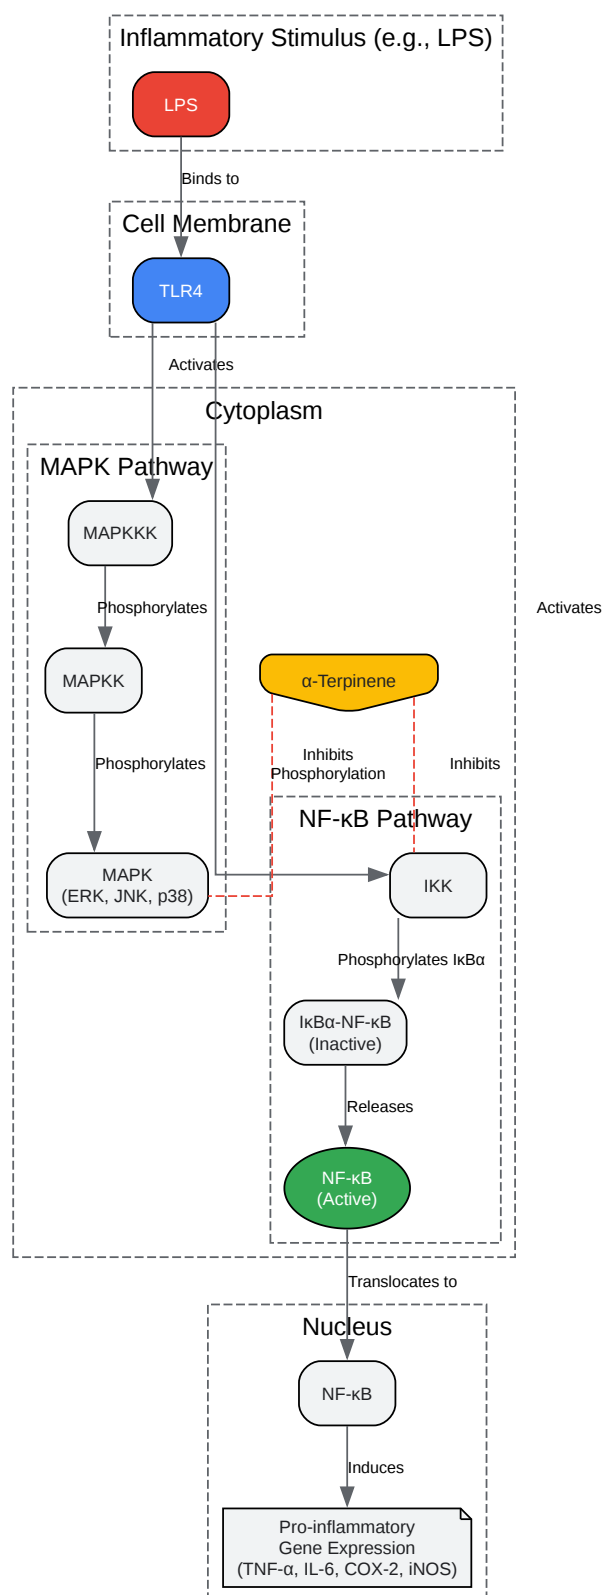 Inflammatory Stimulus (e.g., LPS)
LPS
Binds to
Cell Membrane
TLR4
Activates
Cytoplasm
MAPK Pathway
MAPKKK
Phosphorylates
Activates
MAPKK
α-Terpinene
Phosphorylates
Inhibits
Phosphorylation
Inhibits
NF-κB Pathway
MAPK
(ERK, JNK, p38)
IKK
Phosphorylates IκBα
IκBα-NF-κB
(Inactive)
Releases
NF-κB
(Active)
Translocates to
Nucleus
NF-κB
Induces
Pro-inflammatory
Gene Expression
(TNF-α, IL-6, COX-2, iNOS)